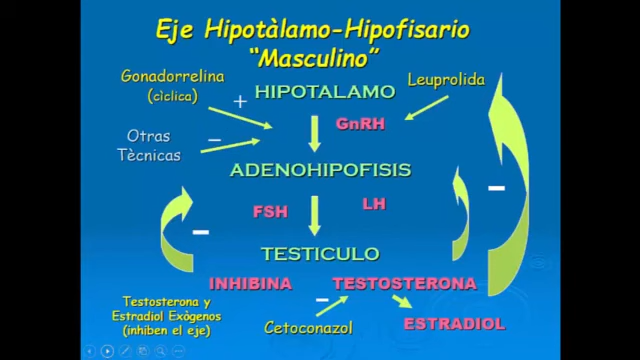 Eje Hipotàlamo-Hipofisario
“Masculino”
Gonadorrelina
(cìclica)
+
HIPOTALAMO
Leuprolida
GnRH
Otras
Tècnicas
−
ADENOHIPOFISIS
FSH
LH
−
−
TESTICULO
INHIBINA
TESTOSTERONA
−
Testosterona y
Estradiol Exògenos
(inhiben el eje)
Cetoconazol
ESTRADIOL